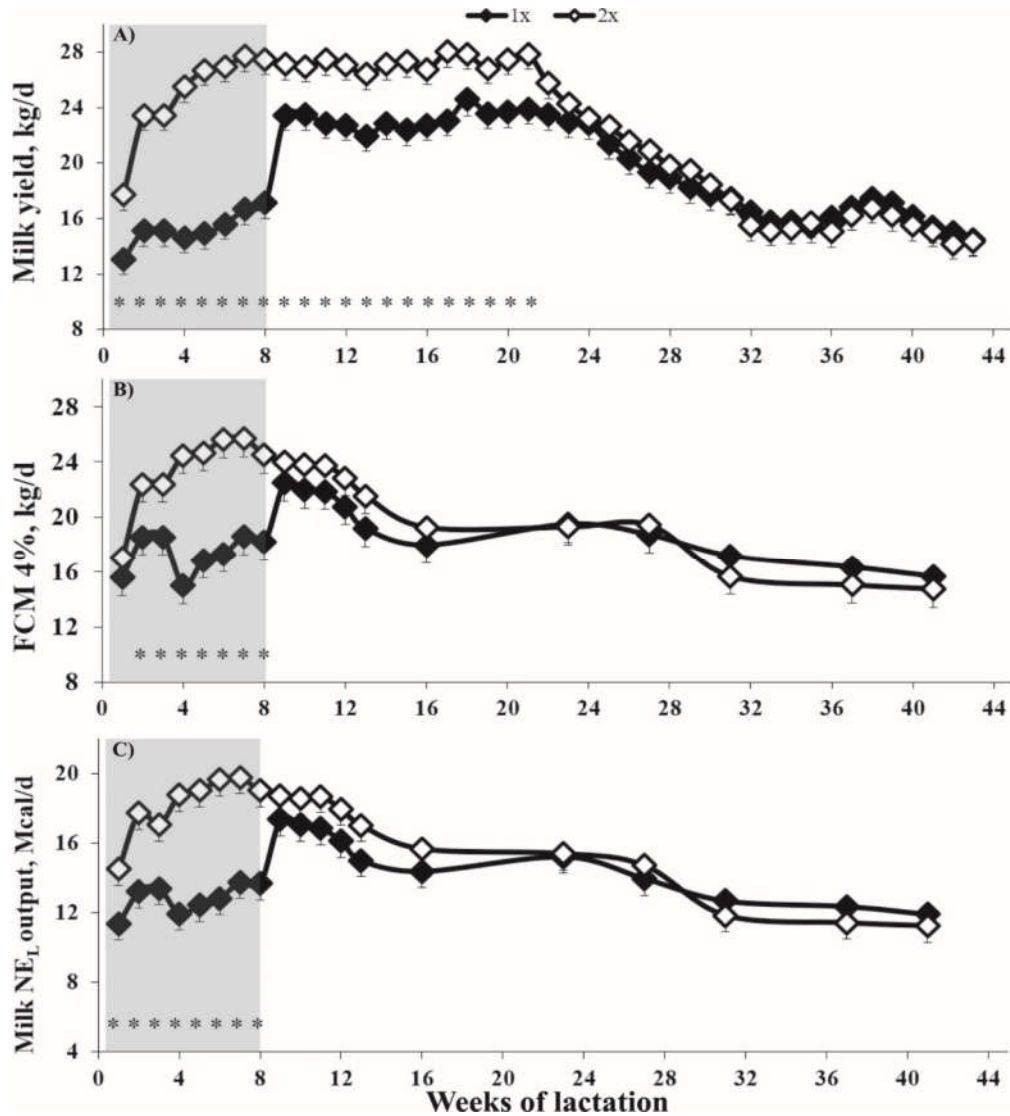 1x 2x
A)
Milk yield, kg/d
28
24
20
16
12
8
* * * * * * * * * * * * * * * * * * * * *
0 4 8 12 16 20 24 28 32 36 40 44
B)
FCM 4%, kg/d
28
24
20
16
12
8
* * * * * * *
0 4 8 12 16 20 24 28 32 36 40 44
C)
Milk NEL output, Mcal/d
20
16
12
8
4
* * * * * * * *
0 4 8 12 16 20 24 28 32 36 40 44
Weeks of lactation